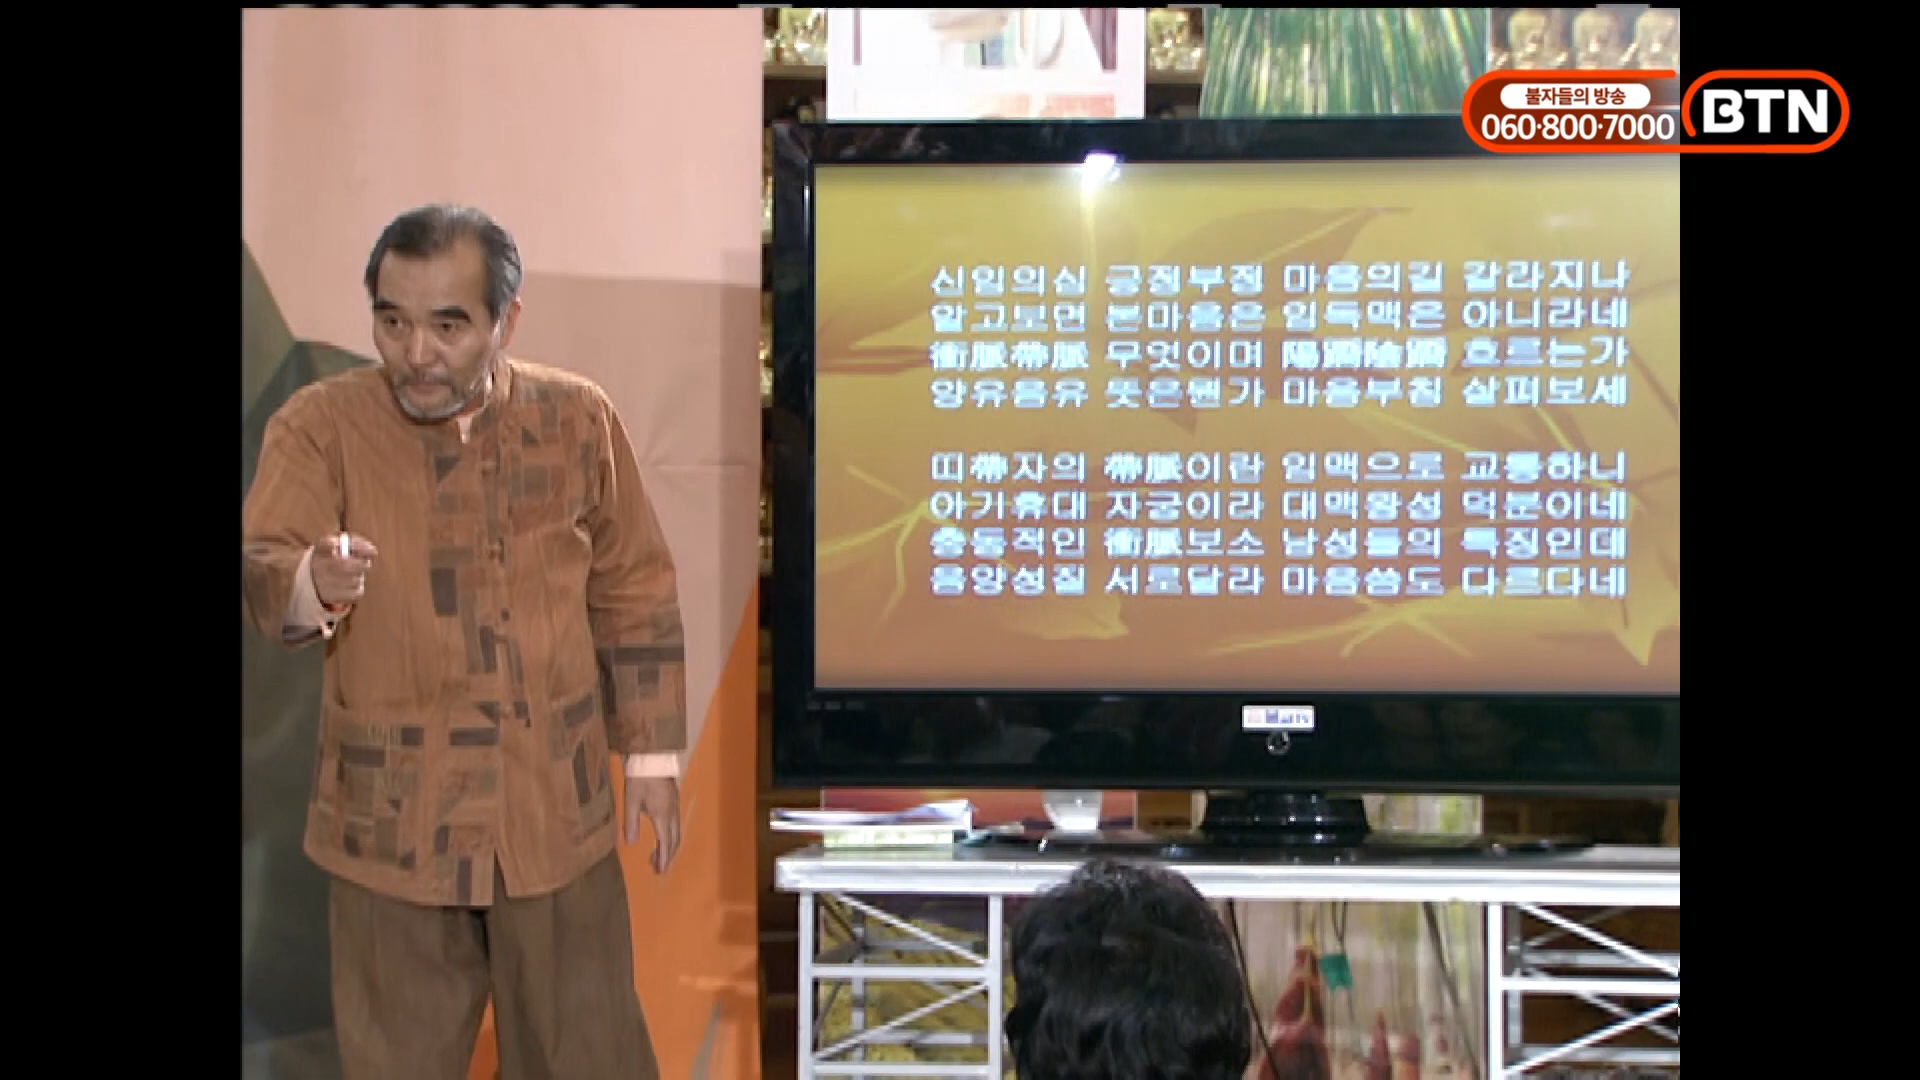 불자들의 방송
060·800·7000
BTN
신임의심 긍정부정 마음의길 갈라지나
알고보면 본마음은 임독맥은 아니라네
衝脈帶脈 무엇이며 陽蹻陰蹻 흐르는가
양유음유 뜻은뭔가 마음부침 살펴보세
띠帶자의 帶脈이란 임맥으로 교통하니
아기휴대 자궁이라 대맥왕성 덕분이네
충동적인 衝脈보소 남성들의 특징인데
음양성질 서로달라 마음씀도 다르다네